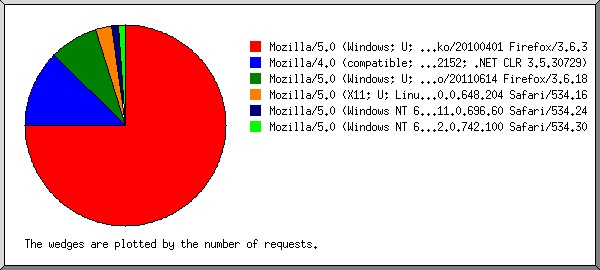 Mozilla/5.0 (Windows; U; ...ko/20100401 Firefox/3.6.3
Mozilla/4.0 (compatible; ...2152; .NET CLR 3.5.30729)
Mozilla/5.0 (Windows; U; ...o/20110614 Firefox/3.6.18
Mozilla/5.0 (X11; U; Linu...0.0.648.204 Safari/534.16
Mozilla/5.0 (Windows NT 6...11.0.696.60 Safari/534.24
Mozilla/5.0 (Windows NT 6...2.0.742.100 Safari/534.30
The wedges are plotted by the number of requests.